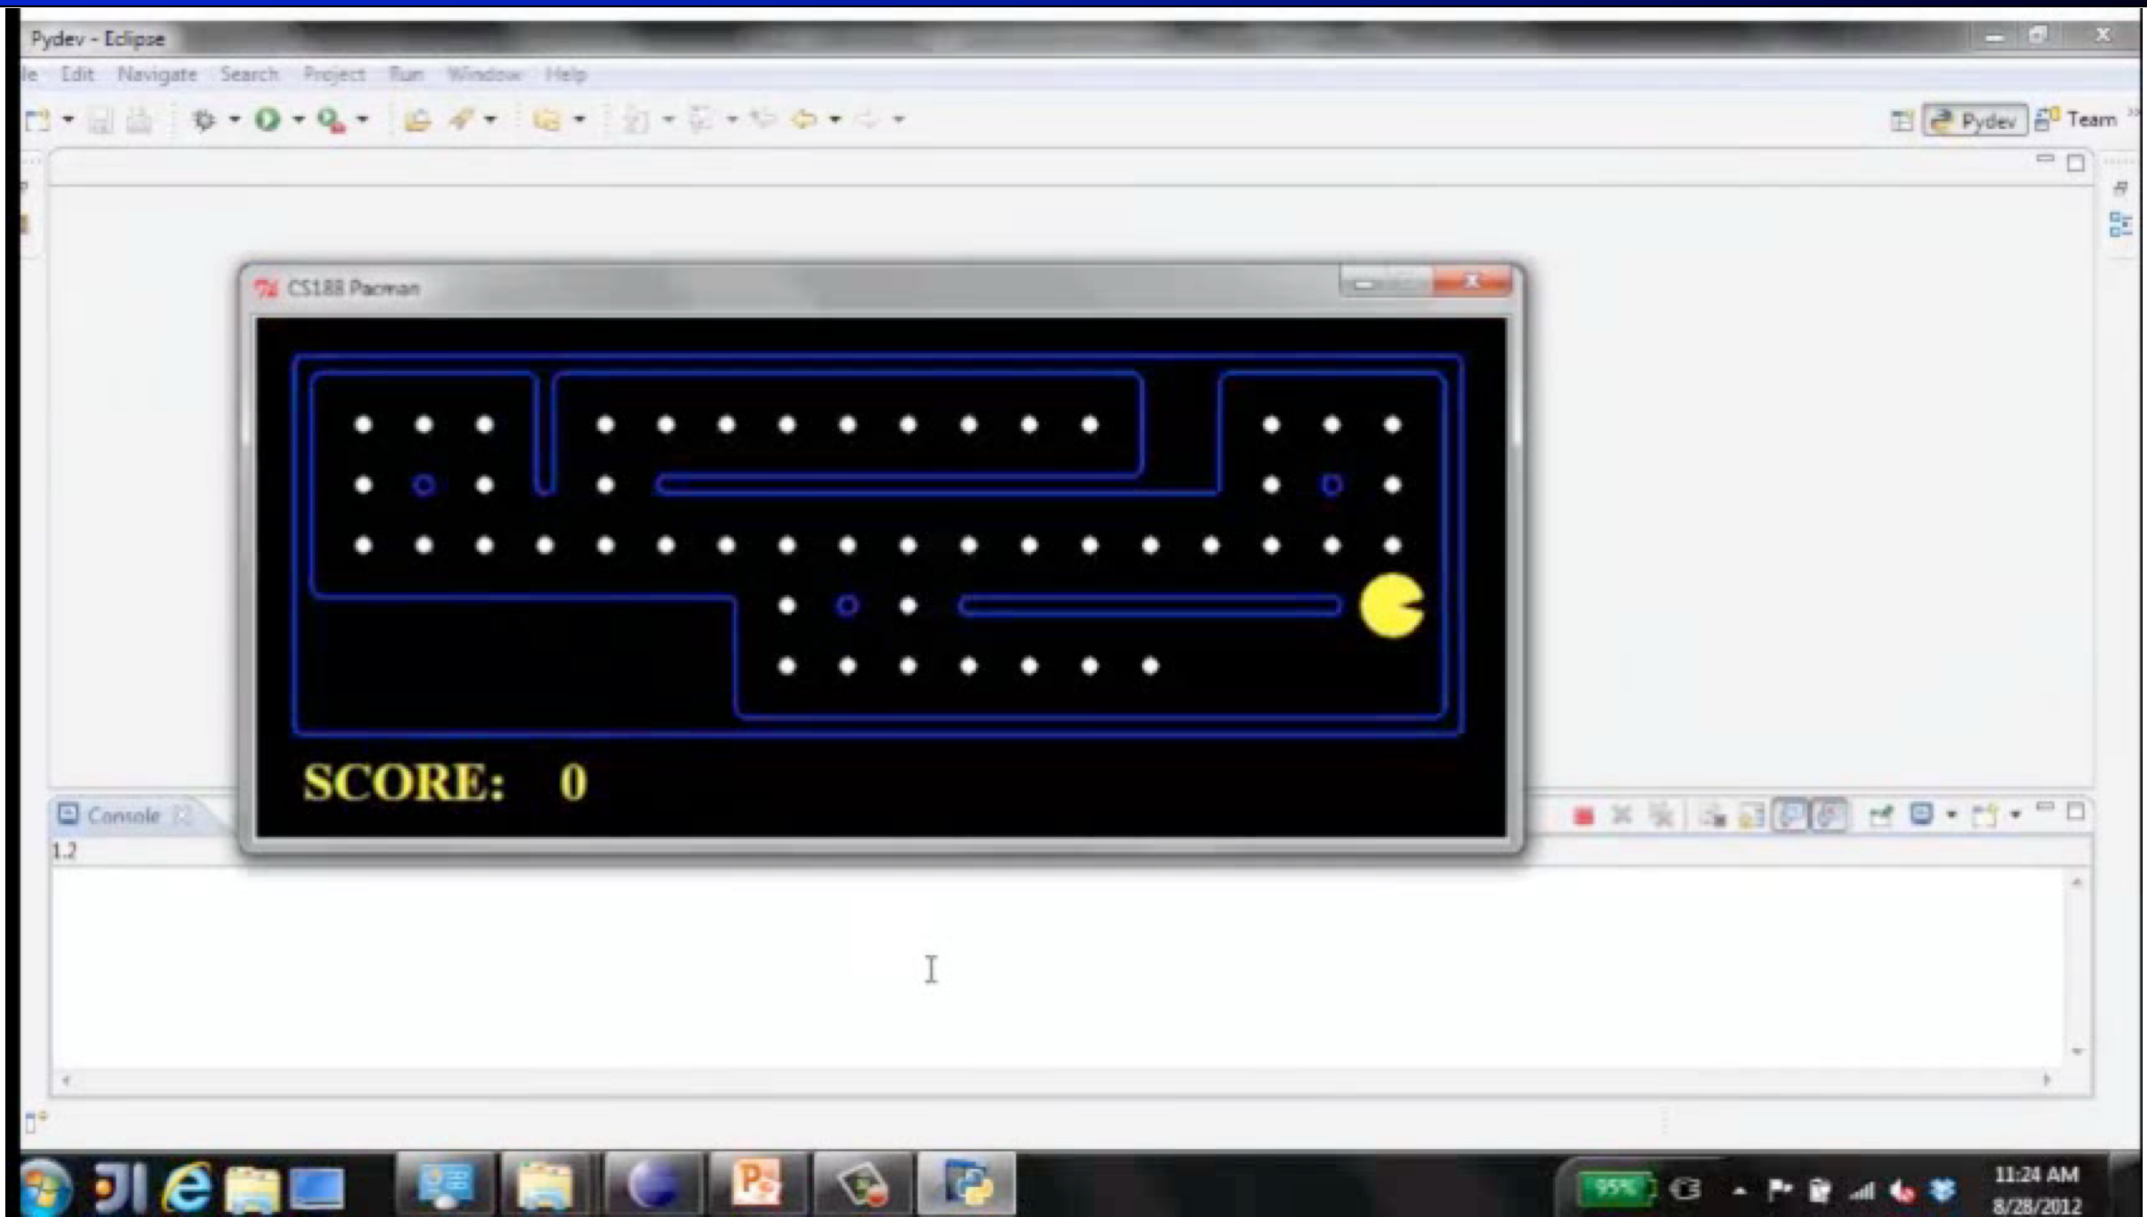 Pydev - Eclipse
le Edit Navigate Search Project Run Window Help
Pydev Team
CS188 Pacman
SCORE: 0
Console
1.2
95%
11:24 AM
8/28/2012